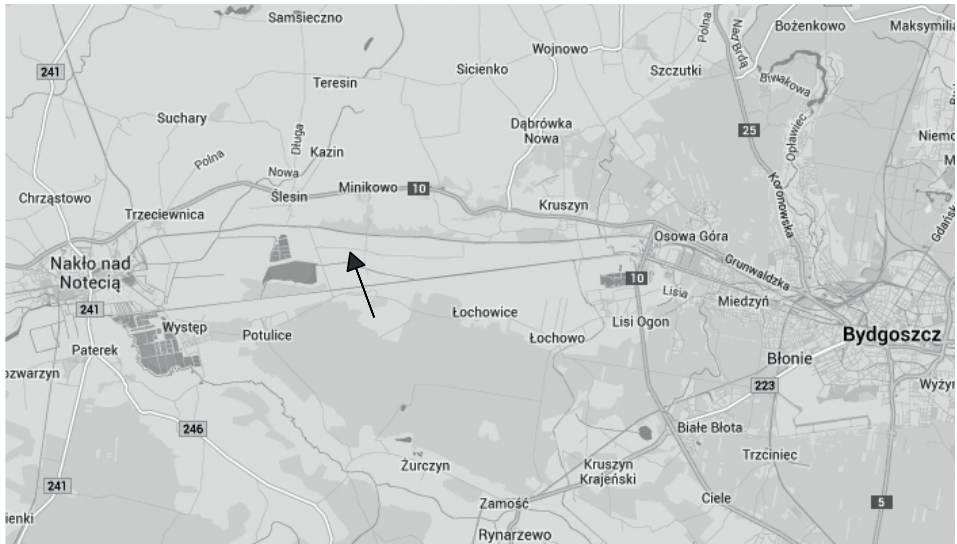 Samsieczno
Bożenkowo
Maksymilia
Polna
Nad Brdą
Wojnowo
241
Sicienko
Szczutki
Teresin
Biwakowa
Suchary
Długa
Dąbrówka
Nowa
25
Opławiec
Niemo
Kazin
Polna
Nowa
Minikowo
10
Chrząstowo
Ślesin
Koronowska
Trzeciewnica
Kruszyn
Gdańsk
Osowa Góra
Nakło nad
Notecią
Grunwaldzka
10
Lisia
Miedzyń
241
Występ
Łochowice
Lisi Ogon
Potulice
Łochowo
Bydgoszcz
Paterek
Błonie
ozwarzyn
223
Wyżyn
246
Białe Błota
Trzciniec
Żurczyn
Kruszyn
Krajeński
241
Zamość
Ciele
5
ienki
Rynarzewo